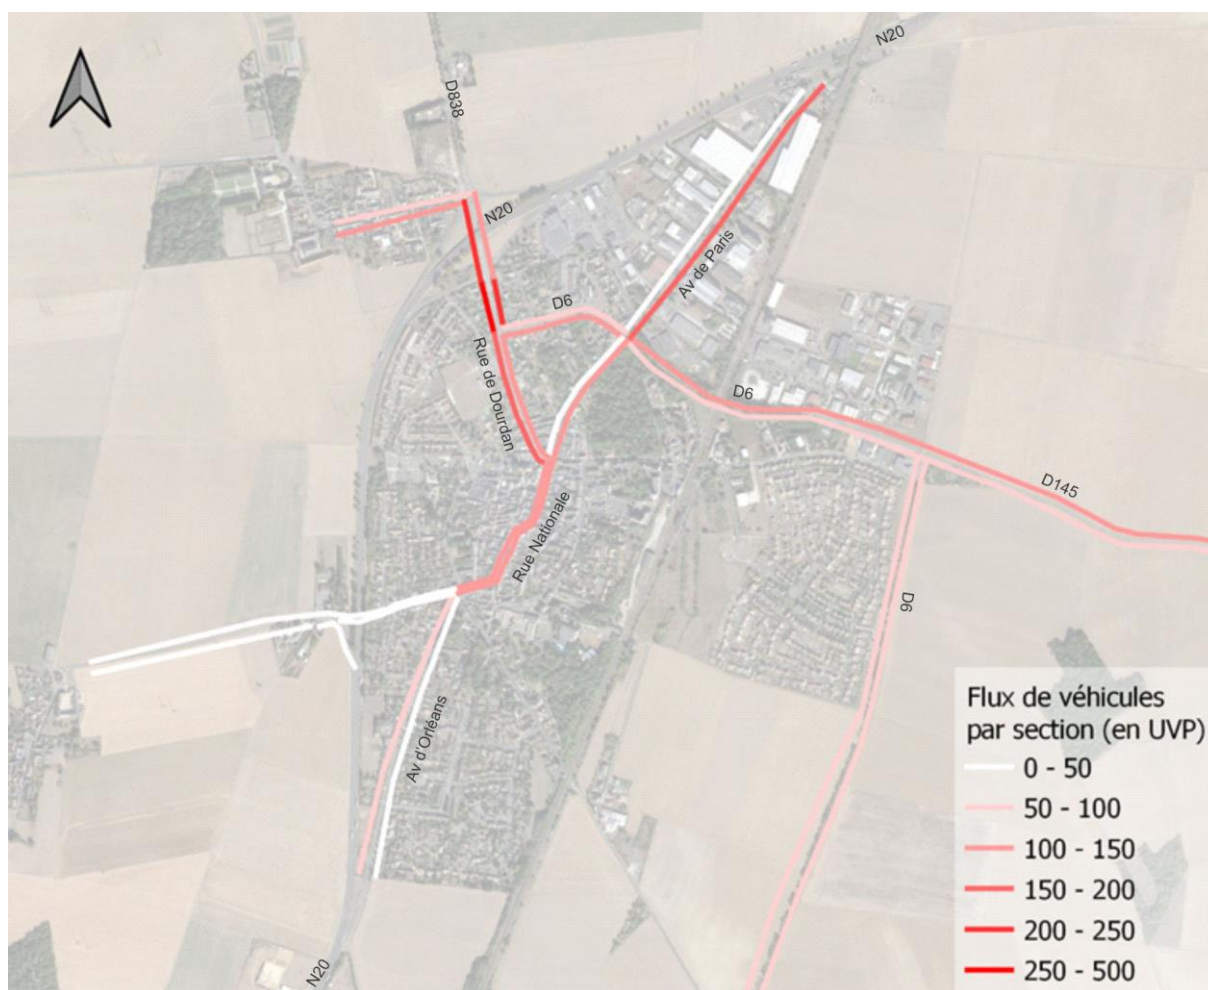 N20
D838
N20
Av de Paris
D6
Rue de Dourdan
D6
D145
Rue Nationale
D6
Av d'Orléans
N20
Flux de véhicules
par section (en UVP)
0 - 50
50 - 100
100 - 150
150 - 200
200 - 250
250 - 500